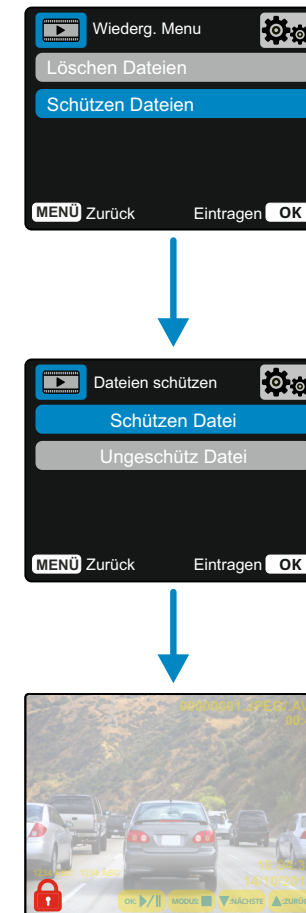 Wiederg. Menu
Löschen Dateien
Schützen Dateien
MENÜ Zurück Eintragen OK
Dateien schützen
Schützen Datei
Ungeschütz Datei
MENÜ Zurück Eintragen OK
OK: MODUS: :NÄCHSTE